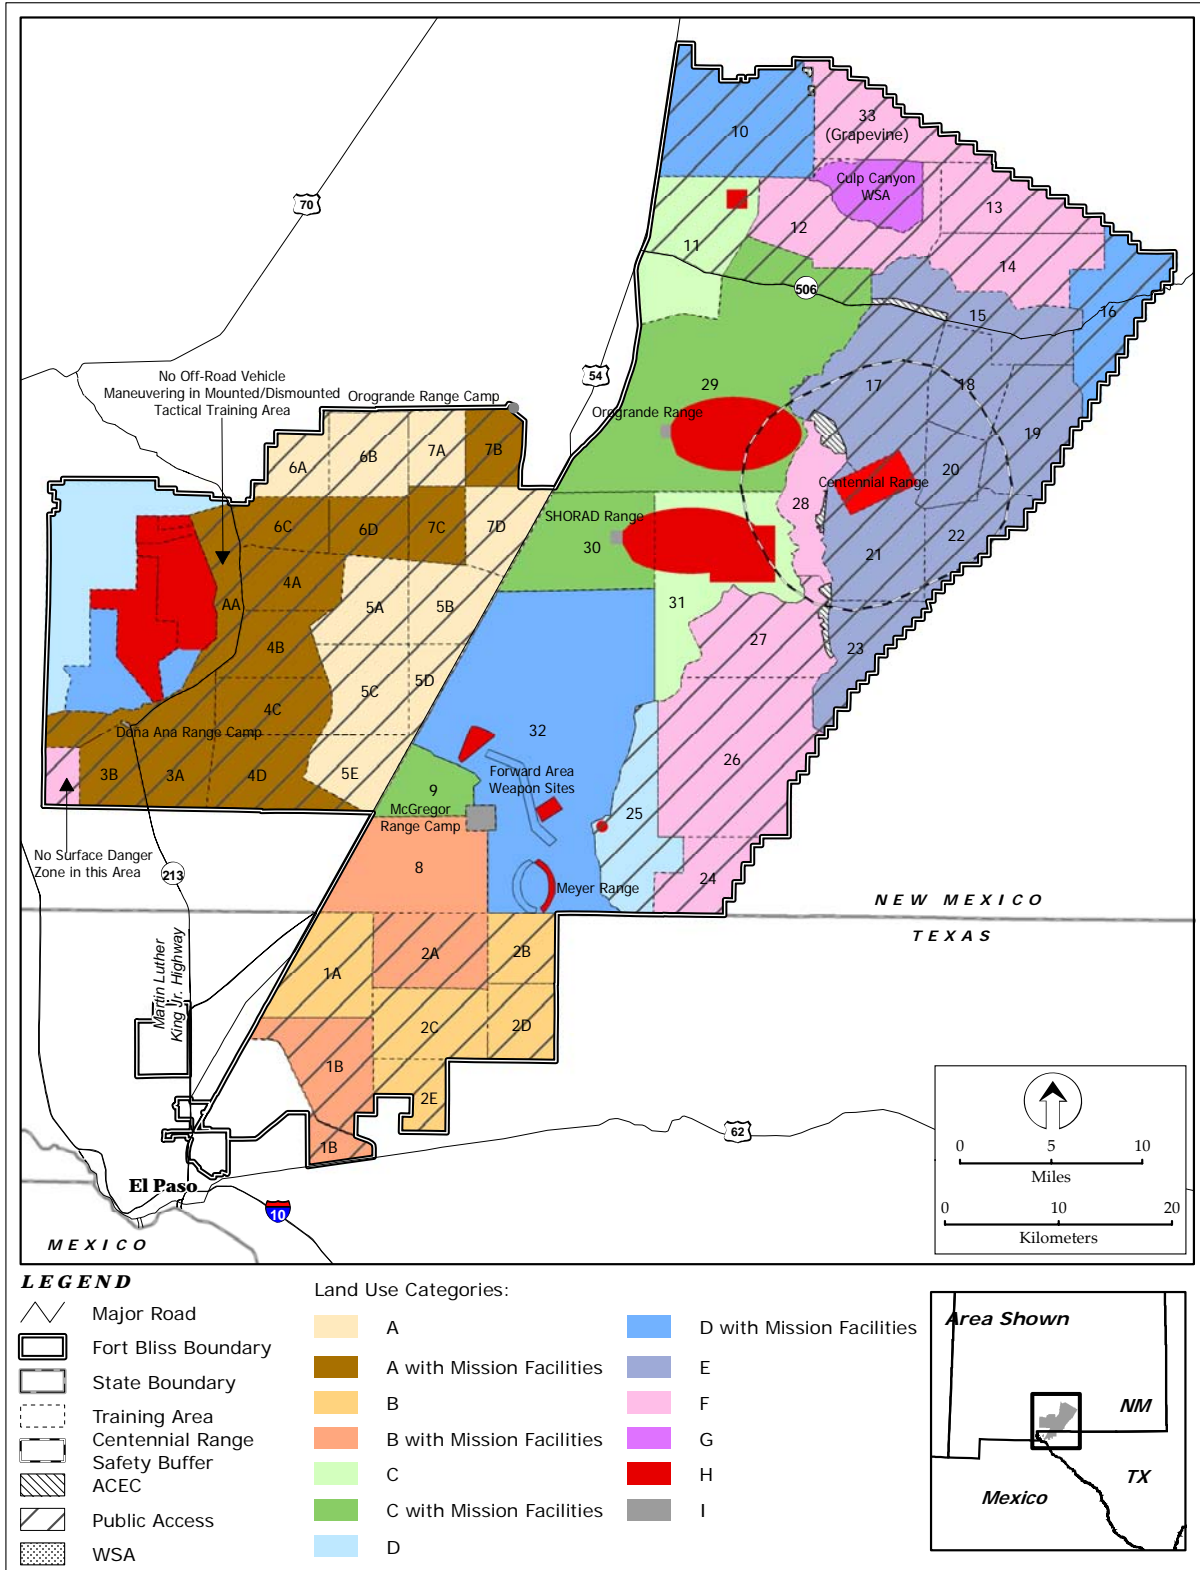 10
33
(Grapevine)
Culp Canyon
WSA
70
13
12
11
14
506
15
16
54
No Off-Road Vehicle
Maneuvering in Mounted/Dismounted
Tactical Training Area
Orogrande Range Camp
29
17
18
Orogrande Range
19
6A
6B
7A
7B
20
Centennial Range
28
6C
6D
7C
7D
SHORAD Range
30
21
22
4A
AA
5A
5B
31
27
4B
23
5C
5D
4C
Dona Ana Range Camp
32
26
3B
3A
4D
5E
Forward Area
Weapon Sites
9
McGregor
Range Camp
25
No Surface Danger
Zone in this Area
213
8
Meyer Range
24
NEW MEXICO
TEXAS
Martin Luther
King Jr. Highway
1A
2A
2B
2C
2D
1B
2E
1B
62
El Paso
10
MEXICO
0 5 10
Miles
0 10 20
Kilometers
LEGEND
Major Road
Fort Bliss Boundary
State Boundary
Training Area
Centennial Range
Safety Buffer
ACEC
Public Access
WSA
Land Use Categories:
A
A with Mission Facilities
B
B with Mission Facilities
C
C with Mission Facilities
D
D with Mission Facilities
E
F
G
H
I
Area Shown
NM
TX
Mexico